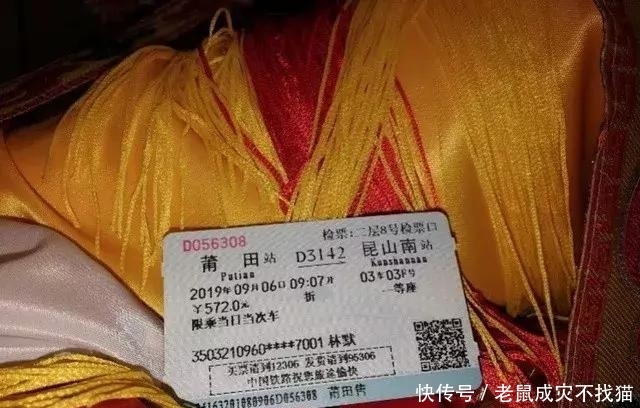 D056308
检票:二层8号检票口
莆田站 D3142 昆山南站
Putian Kunshannan
2019年09月06日 09:07开 03车03F号
¥572.0元 折 一等座
限乘当日当次车
3503210960****7001 林默
买票请到12306 发货请到95306
中国铁路祝您旅途愉快
莆田售
快传号／老鼠成灾不找猫